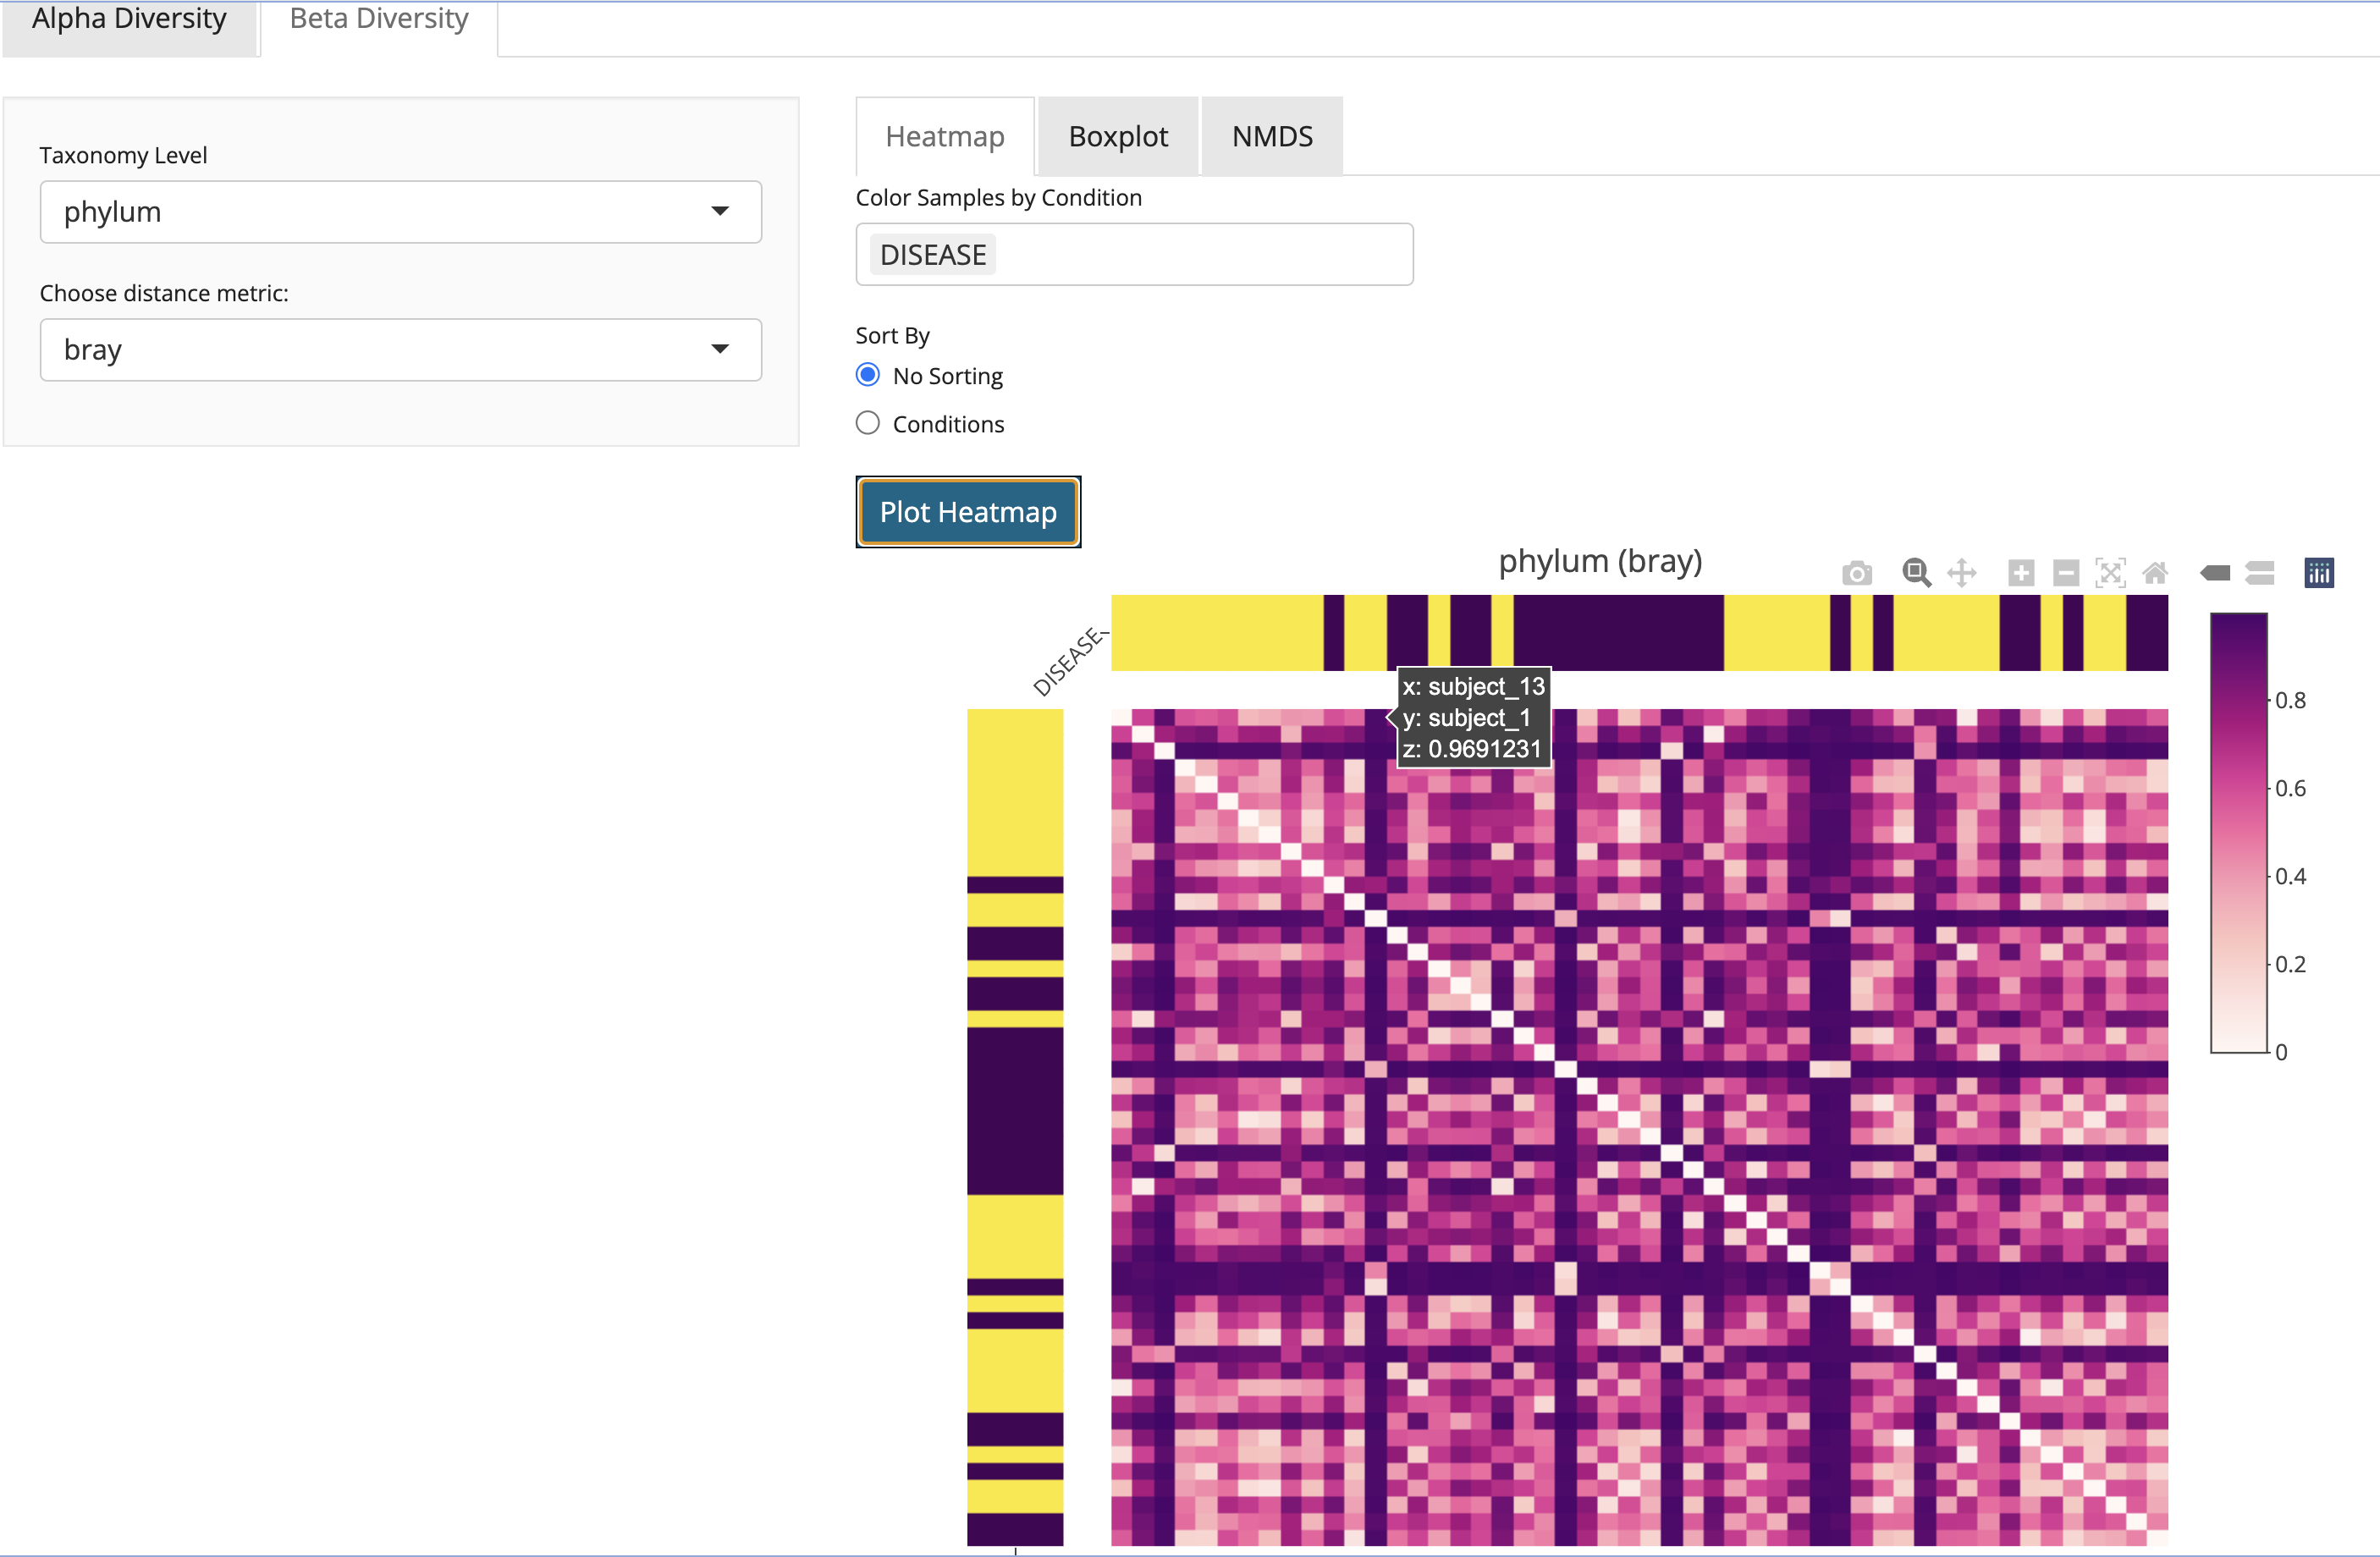 Alpha Diversity
Beta Diversity
Taxonomy Level
phylum
Choose distance metric:
bray
Heatmap
Boxplot
NMDS
Color Samples by Condition
DISEASE
Sort By
No Sorting
Conditions
Plot Heatmap
phylum (bray)
DISEASE
x: subject_13
y: subject_1
z: 0.9691231
0.8
0.6
0.4
0.2
0